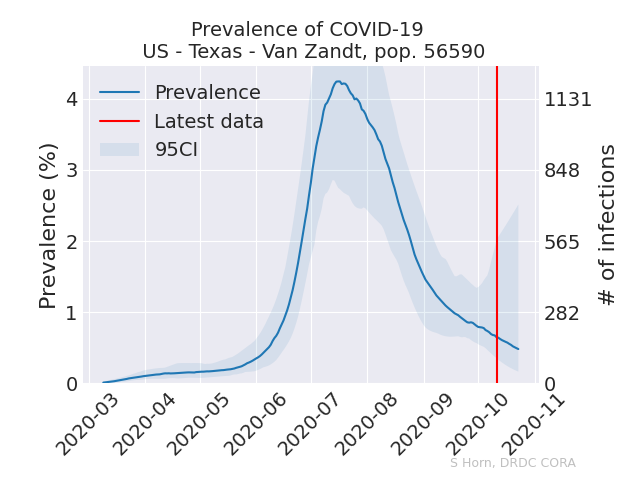 Prevalence of COVID-19
US - Texas - Van Zandt, pop. 56590
Prevalence
Latest data
95CI
Prevalence (%)
4
3
2
1
0
1131
848
565
282
0
# of infections
2020-03
2020-04
2020-05
2020-06
2020-07
2020-08
2020-09
2020-10
2020-11
S Horn, DRDC CORA